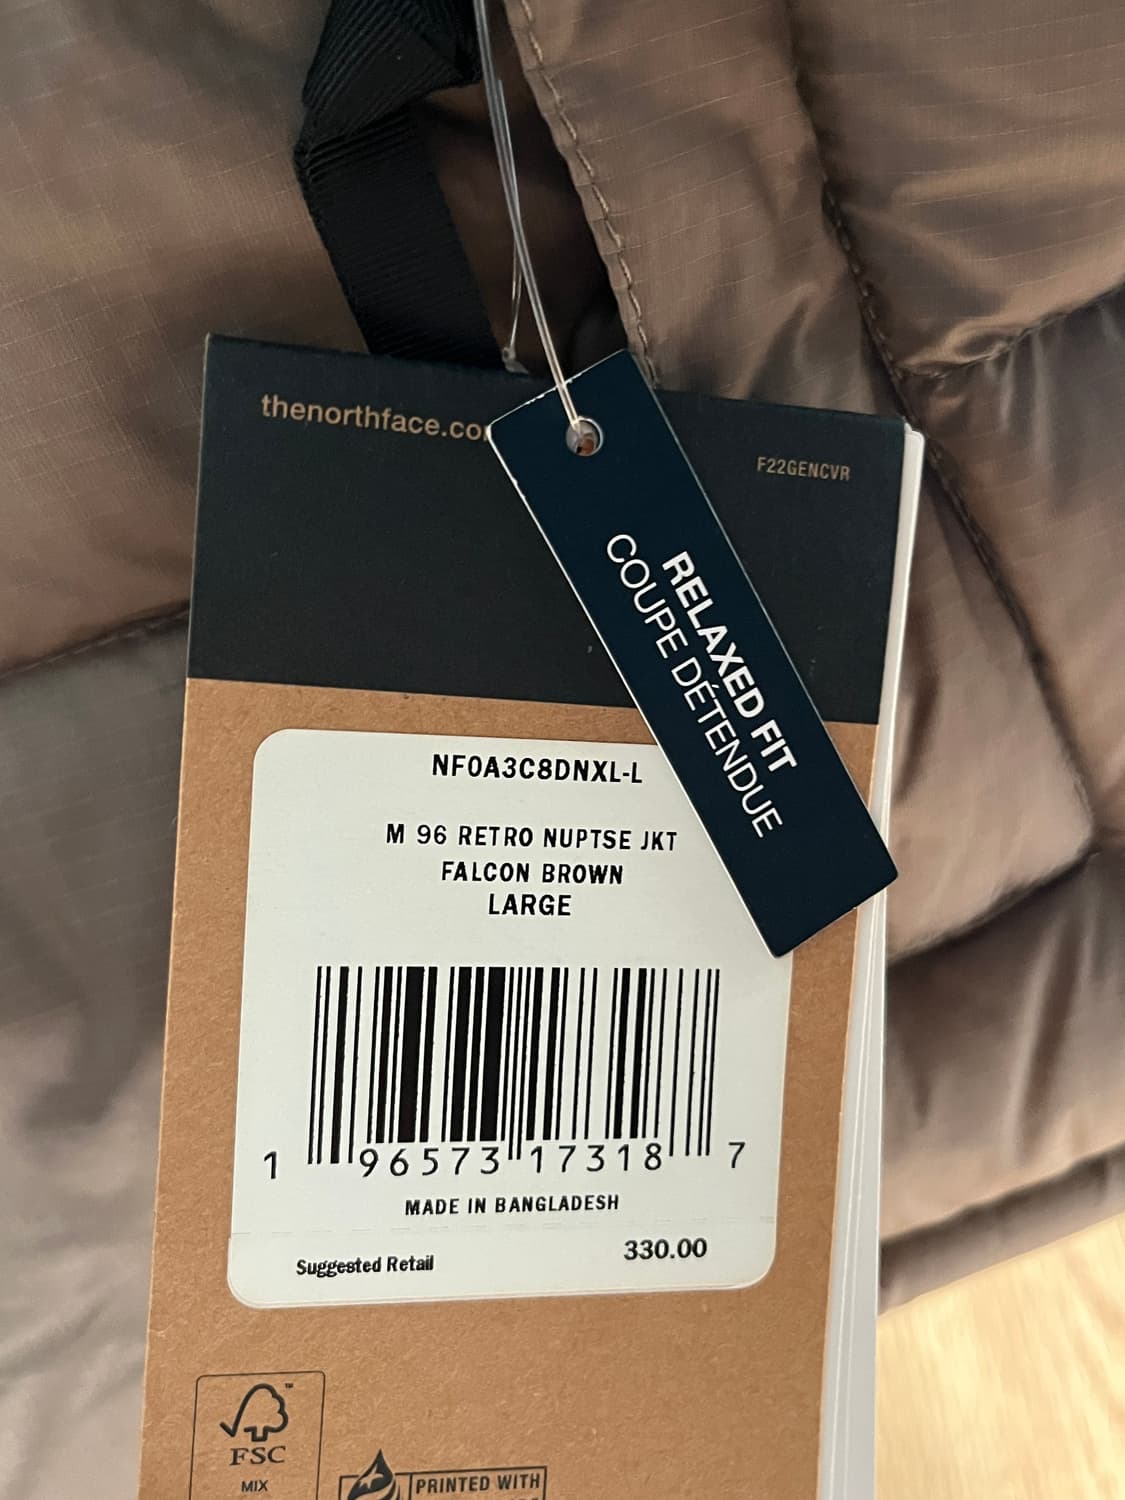 thenorthface.co
F22GENCVR
RELAXED FIT
COUPE DÉTENDUE
NF0A3C8DNXL-L
M 96 RETRO NUPTSE JKT
FALCON BROWN
LARGE
1 96573 17318 7
MADE IN BANGLADESH
Suggested Retail 330.00
FSC
MIX
PRINTED WITH